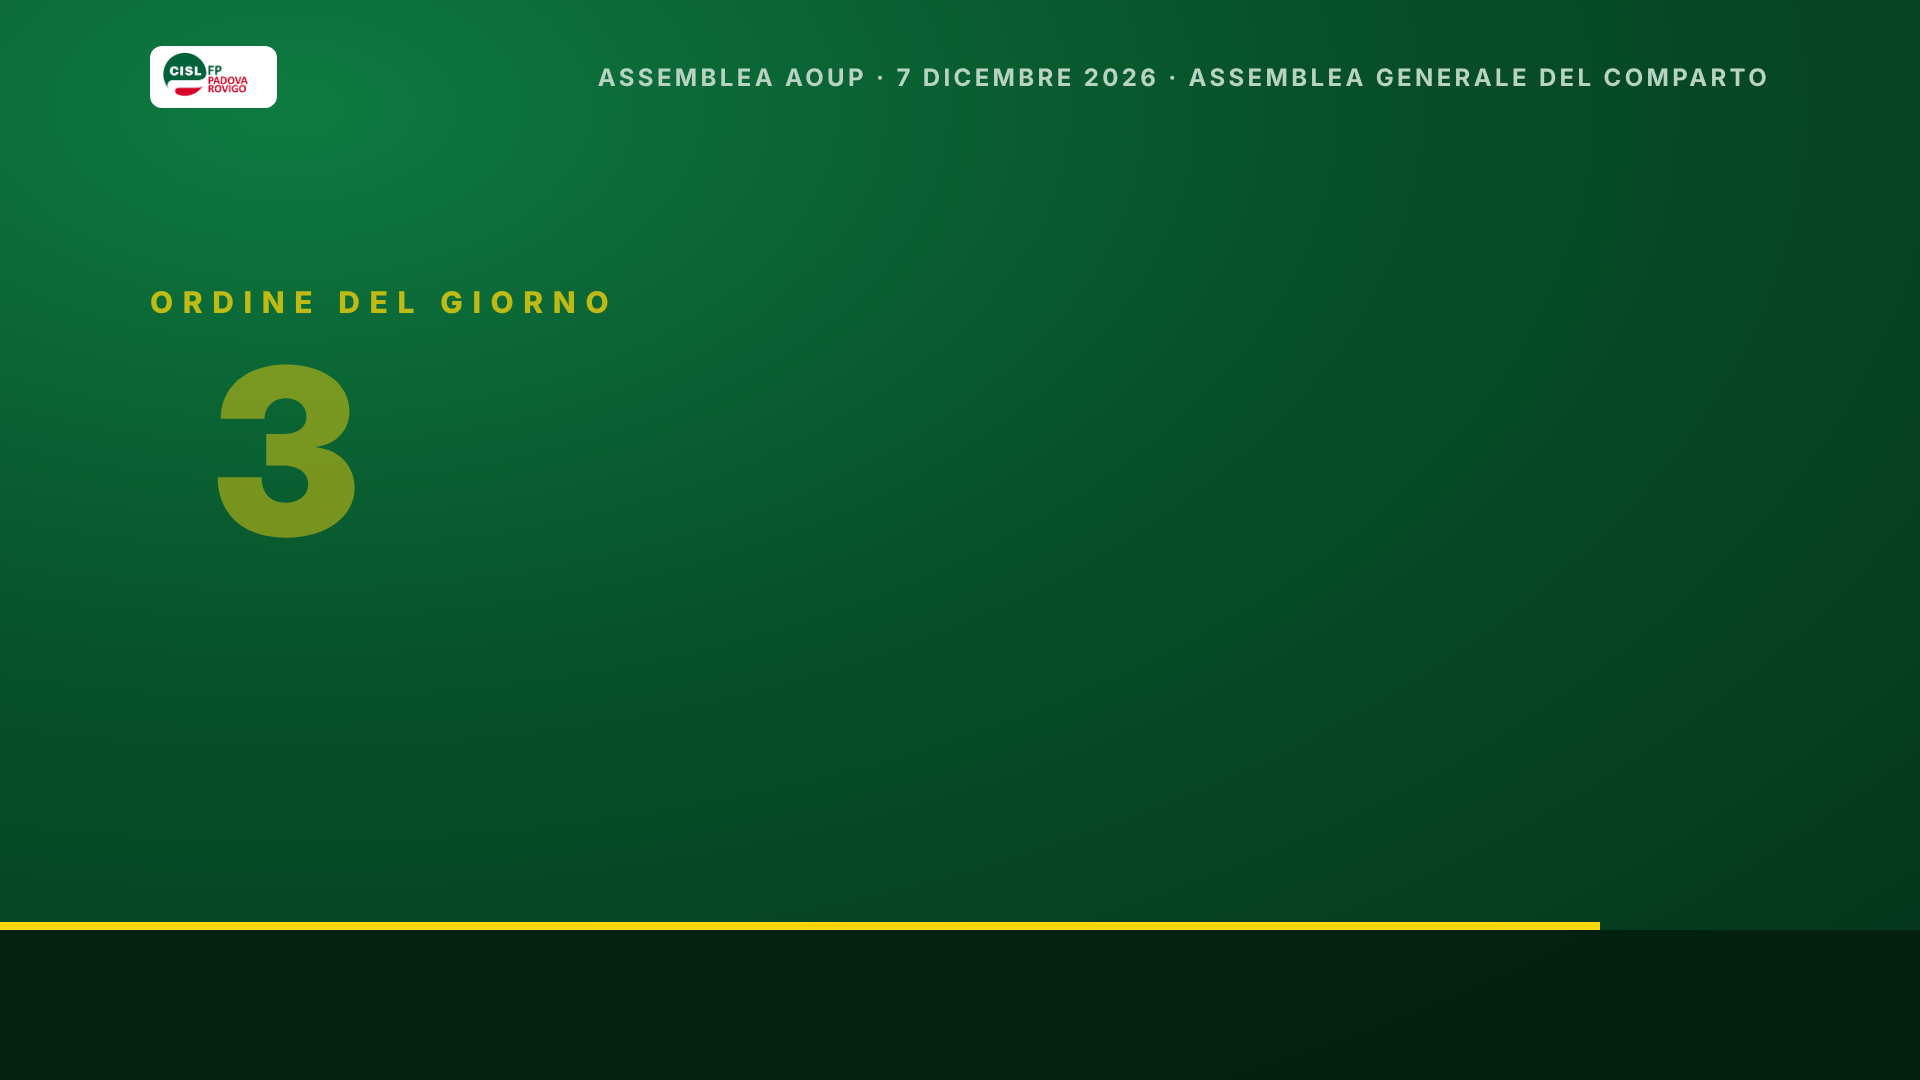 CISL FP
PADOVA
ROVIGO
ASSEMBLEA AOUP · 7 DICEMBRE 2026 · ASSEMBLEA GENERALE DEL COMPARTO
ORDINE DEL GIORNO
3